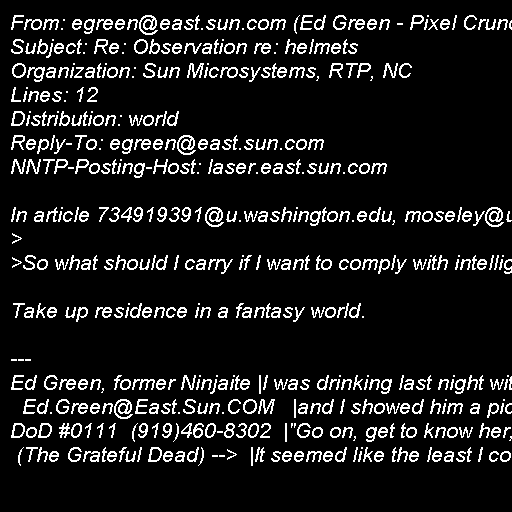 From: egreen@east.sun.com (Ed Green - Pixel Crunc
Subject: Re: Observation re: helmets
Organization: Sun Microsystems, RTP, NC
Lines: 12
Distribution: world
Reply-To: egreen@east.sun.com
NNTP-Posting-Host: laser.east.sun.com
In article 734919391@u.washington.edu, moseley@u
>
>So what should I carry if I want to comply with intellig
Take up residence in a fantasy world.
---
Ed Green, former Ninjaite |I was drinking last night wit
Ed.Green@East.Sun.COM |and I showed him a pic
DoD #0111 (919)460-8302 |"Go on, get to know her,
(The Grateful Dead) --> |It seemed like the least I co